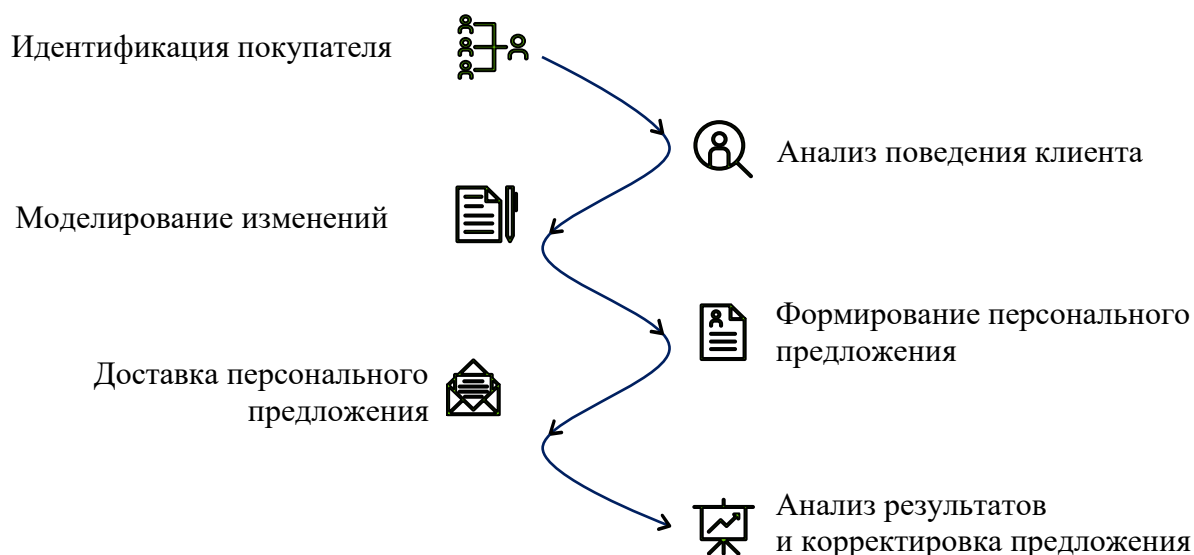 Идентификация покупателя
Анализ поведения клиента
Моделирование изменений
Формирование персонального
предложения
Доставка персонального
предложения
Анализ результатов
и корректировка предложения